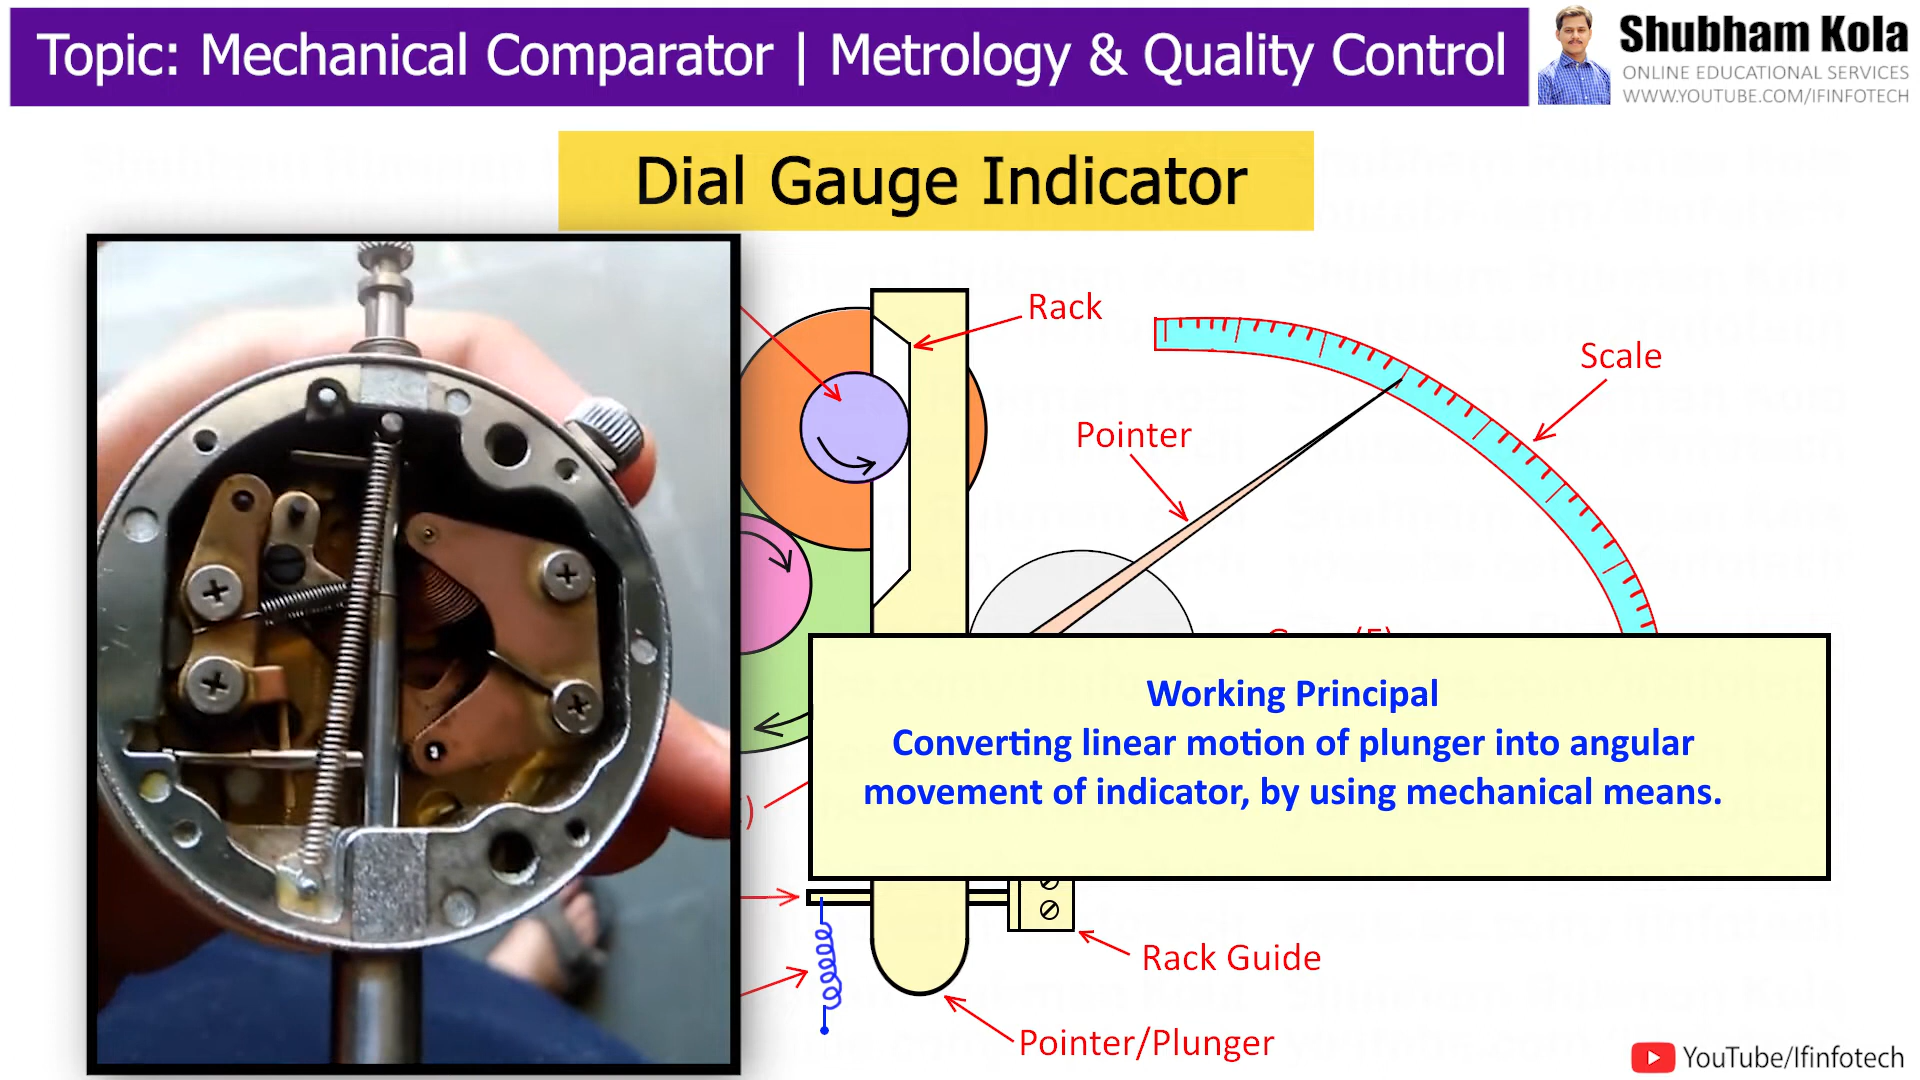 Topic: Mechanical Comparator | Metrology & Quality Control
Shubham Kola
ONLINE EDUCATIONAL SERVICES
WWW.YOUTUBE.COM/IFINFOTECH
Dial Gauge Indicator
Rack
Scale
Pointer
Working Principal
Converting linear motion of plunger into angular
movement of indicator, by using mechanical means.
Rack Guide
Pointer/Plunger
YouTube/Ifinfotech